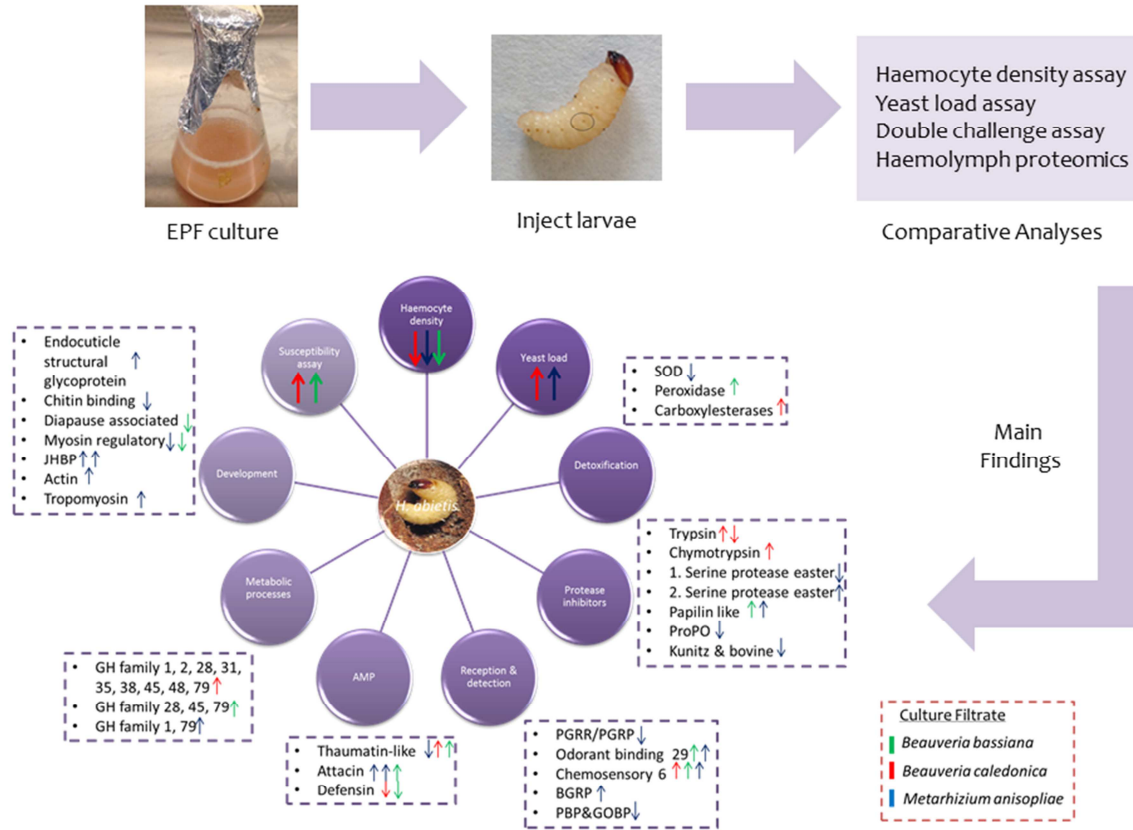 Haemocyte density assay
Yeast load assay
Double challenge assay
Haemolymph proteomics
EPF culture
Inject larvae
Comparative Analyses
Haemocyte
density
Susceptibility
assay
Yeast load
Detoxification
Protease
inhibitors
Reception &
detection
AMP
Metabolic
processes
Development
H. abietis
• Endocuticle
structural ↑
glycoprotein
• Chitin binding ↓
• Diapause associated ↓
• Myosin regulatory ↓↓
• JHBP ↑↑
• Actin ↑
• Tropomyosin ↑
• SOD ↓
• Peroxidase ↑
• Carboxylesterases ↑
Main
Findings
• Trypsin ↑↓
• Chymotrypsin ↑
• 1. Serine protease easter ↓
• 2. Serine protease easter ↑
• Papilin like ↑↑
• ProPO ↓
• Kunitz & bovine ↓
• GH family 1, 2, 28, 31,
35, 38, 45, 48, 79 ↑
• GH family 28, 45, 79 ↑
• GH family 1, 79 ↑
• Thaumatin-like ↓↑↑
• Attacin ↑↑↑
• Defensin ↓↓
• PGRR/PGRP ↓
• Odorant binding 29 ↑↑
• Chemosensory 6 ↑↑↑
• BGRP ↑
• PBP&GOBP ↓
Culture Filtrate
Beauveria bassiana
Beauveria caledonica
Metarhizium anisopliae